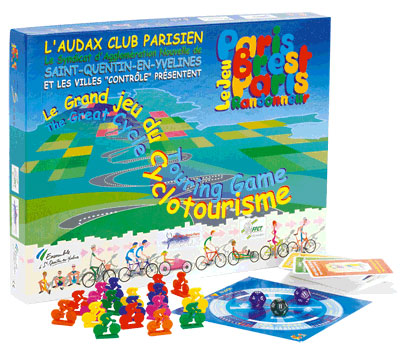 L'AUDAX CLUB PARISIEN
Le Syndicat d'Agglomération Nouvelle de
SAINT-QUENTIN-EN-YVELINES
ET LES VILLES "CONTRÔLE" PRÉSENTENT
Le Jeu
Paris
Brest
Paris
Randonneur
Le Grand jeu du Cyclotourisme
The Great Cycle Touring Game
FFCT